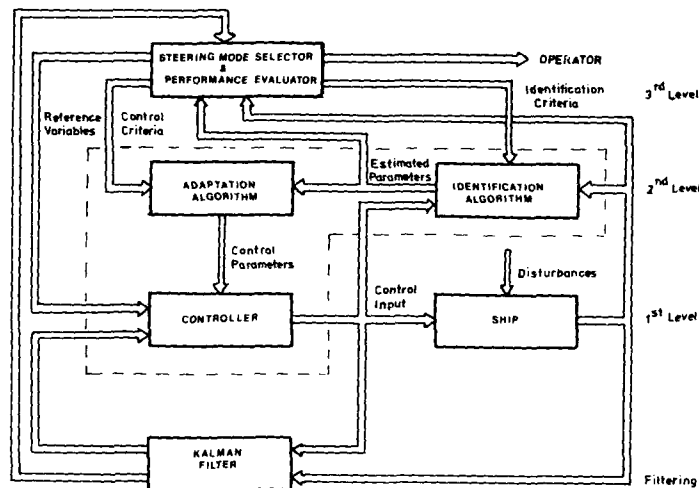 STEERING MODE SELECTOR
&
PERFORMANCE EVALUATOR
OPERATOR
Identification
Criteria
3rd Level
Reference
Variables
Control
Criteria
Estimated
Parameters
ADAPTATION
ALGORITHM
IDENTIFICATION
ALGORITHM
2nd Level
Control
Parameters
Disturbances
CONTROLLER
Control
Input
SHIP
1st Level
KALMAN
FILTER
Filtering